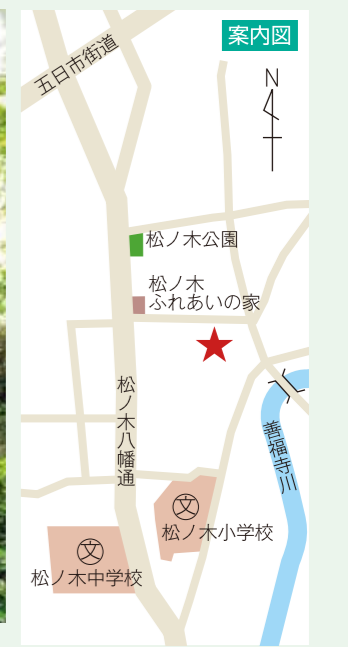 案内図
五日市街道
N
松ノ木公園
松ノ木
ふれあいの家
松ノ木八幡通
善福寺川
文
松ノ木小学校
文
松ノ木中学校